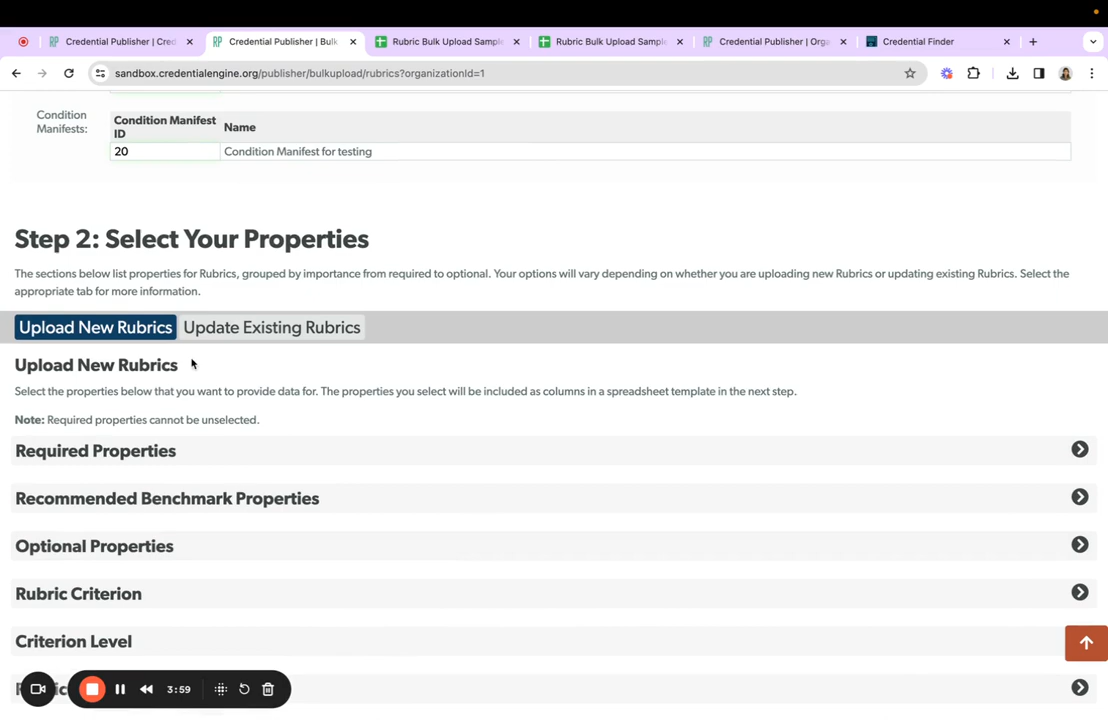 Credential Publisher | Cred
Credential Publisher | Bulk
Rubric Bulk Upload Sample
Rubric Bulk Upload Sample
Credential Publisher | Orga
Credential Finder
sandbox.credentialengine.org/publisher/bulkupload/rubrics?organizationId=1
Condition
Manifests:
Condition Manifest
ID
Name
20
Condition Manifest for testing
Step 2: Select Your Properties
The sections below list properties for Rubrics, grouped by importance from required to optional. Your options will vary depending on whether you are uploading new Rubrics or updating existing Rubrics. Select the
appropriate tab for more information.
Upload New Rubrics
Update Existing Rubrics
Upload New Rubrics
Select the properties below that you want to provide data for. The properties you select will be included as columns in a spreadsheet template in the next step.
Note: Required properties cannot be unselected.
Required Properties
Recommended Benchmark Properties
Optional Properties
Rubric Criterion
Criterion Level
3:59